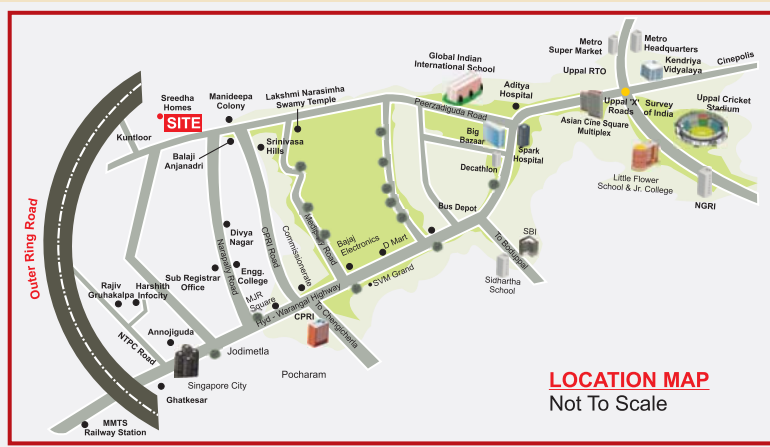 Metro
Super Market
Metro
Headquarters
Global Indian
International School
Kendriya
Vidyalaya
Cinepolis
Uppal RTO
Sreedha
Homes
SITE
Manideepa
Colony
Lakshmi Narasimha
Swamy Temple
Aditya
Hospital
Peerzadiguda Road
Uppal 'X'
Roads
Survey
of India
Uppal Cricket
Stadium
Asian Cine Square
Multiplex
Kuntloor
Big
Bazaar
Srinivasa
Hills
Balaji
Anjanadri
Spark
Hospital
Decathlon
Little Flower
School & Jr. College
NGRI
Outer Ring Road
Bus Depot
Medipally Road
Divya
Nagar
Narapally Road
CPRI Road
Commissionerate
Bajaj
Electronics
D Mart
SBI
To Boduppal
Engg.
College
Sub Registrar
Office
SVM Grand
Sidhartha
School
Rajiv
Gruhakalpa
Harshith
Infocity
MJR
Square
Hyd - Warangal Highway
To Chengicherla
CPRI
NTPC Road
Annojiguda
Jodimetla
Pocharam
Singapore City
Ghatkesar
LOCATION MAP
Not To Scale
MMTS
Railway Station